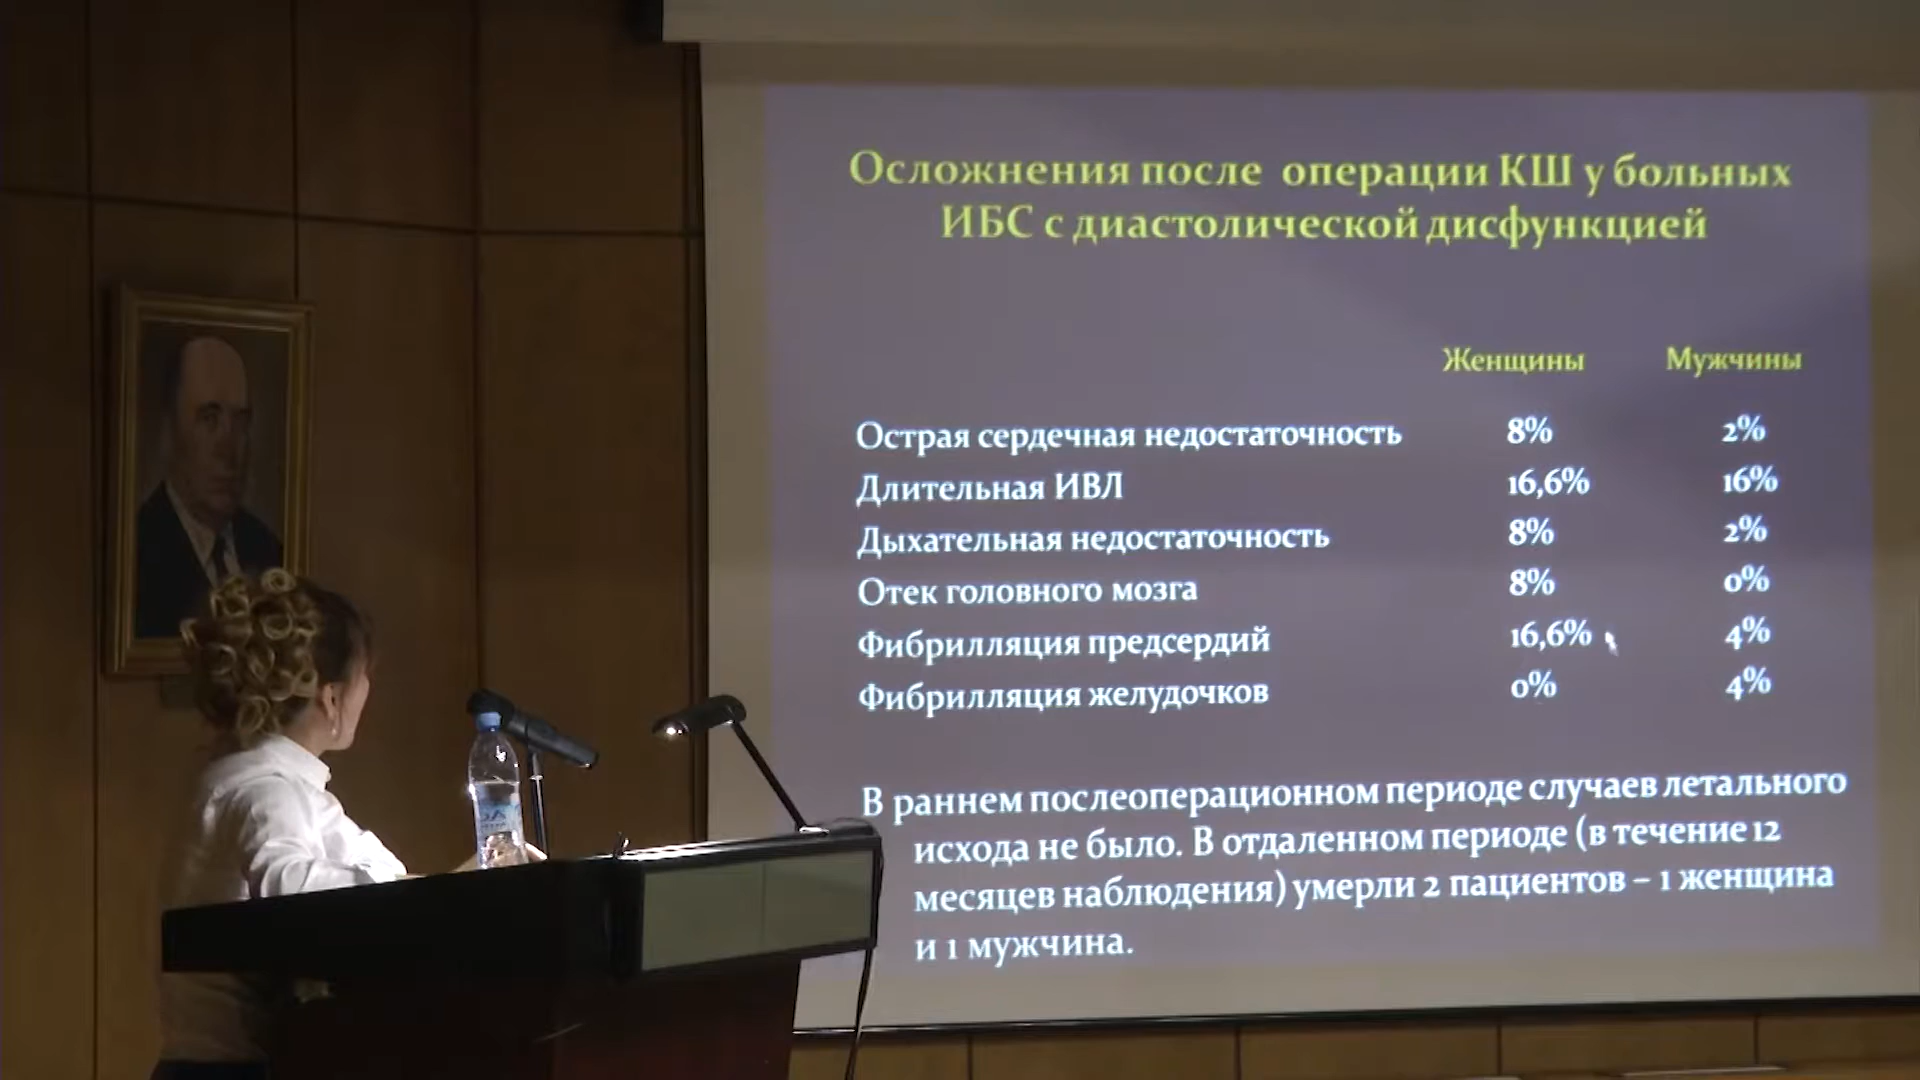 Осложнения после операции КШ у больных
ИБС с диастолической дисфункцией
Женщины Мужчины
Острая сердечная недостаточность 8% 2%
Длительная ИВЛ 16,6% 16%
Дыхательная недостаточность 8% 2%
Отек головного мозга 8% 0%
Фибрилляция предсердий 16,6% 4%
Фибрилляция желудочков 0% 4%
В раннем послеоперационном периоде случаев летального
исхода не было. В отдаленном периоде (в течение 12
месяцев наблюдения) умерли 2 пациентов – 1 женщина
и 1 мужчина.